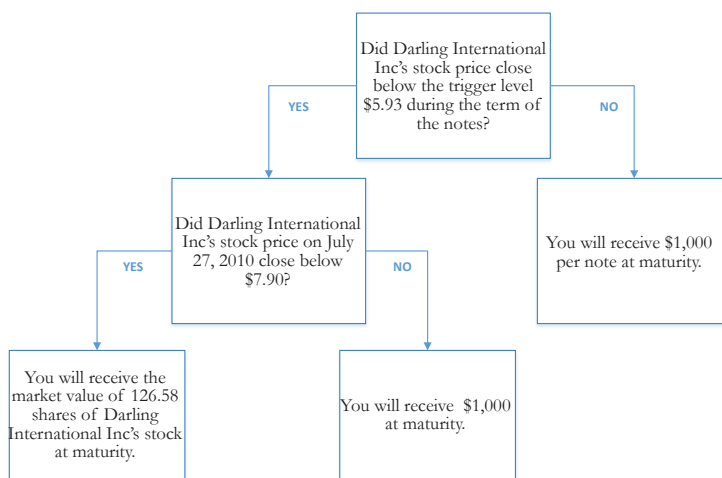 Did Darling International
Inc's stock price close
below the trigger level
$5.93 during the term of
the notes?
YES
NO
Did Darling International
Inc's stock price on July
27, 2010 close below
$7.90?
You will receive $1,000
per note at maturity.
YES
NO
You will receive the
market value of 126.58
shares of Darling
International Inc's stock
at maturity.
You will receive $1,000
at maturity.